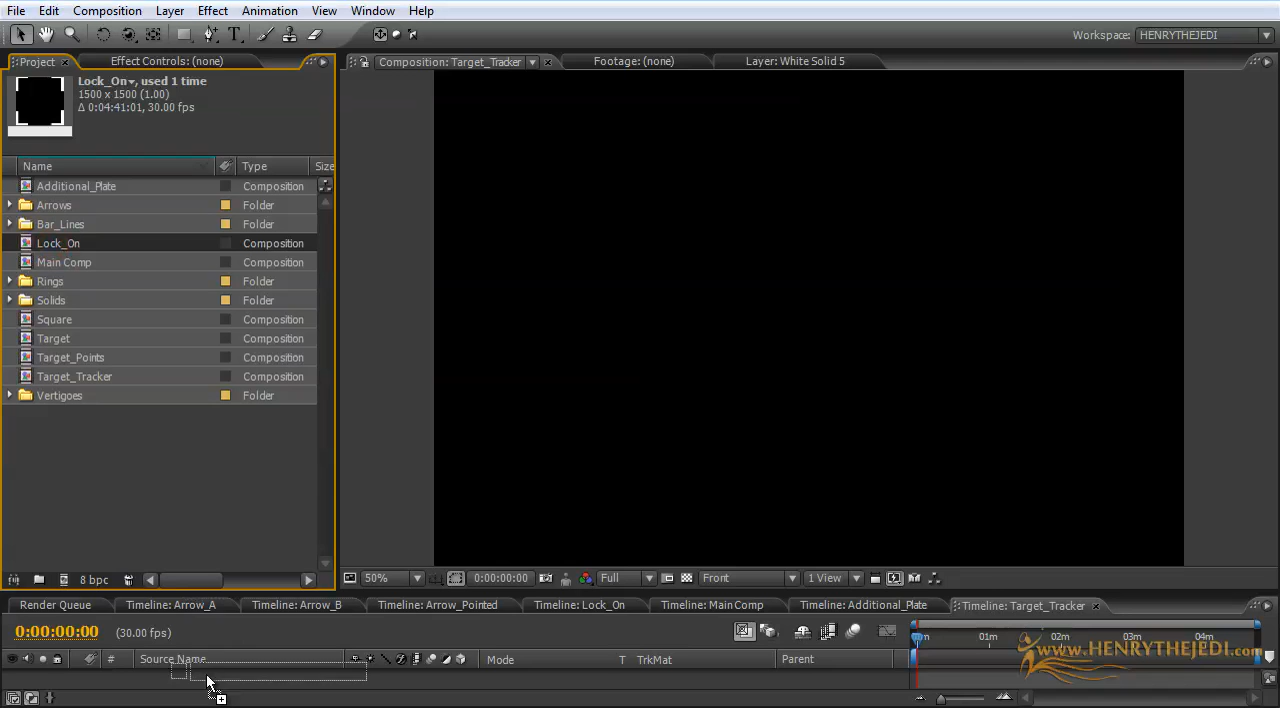 File Edit Composition Layer Effect Animation View Window Help
Workspace: HENRYTHEJEDI
Project Effect Controls: (none) Composition: Target_Tracker Footage: (none) Layer: White Solid 5
Lock_On, used 1 time
1500 x 1500 (1.00)
Δ 0:04:41:01, 30.00 fps
Name Type Size
Additional_Plate Composition
Arrows Folder
Bar_Lines Folder
Lock_On Composition
Main Comp Composition
Rings Folder
Solids Folder
Square Composition
Target Composition
Target_Points Composition
Target_Tracker Composition
Vertigoes Folder
8 bpc 50% 0:00:00:00 Full Front 1 View
Render Queue Timeline: Arrow_A Timeline: Arrow_B Timeline: Arrow_Pointed Timeline: Lock_On Timeline: Main Comp Timeline: Additional_Plate Timeline: Target_Tracker
0:00:00:00 (30.00 fps) 01m 02m 03m 04m
# Source Name Mode T TrkMat Parent
www.HENRYTHEJEDI.com